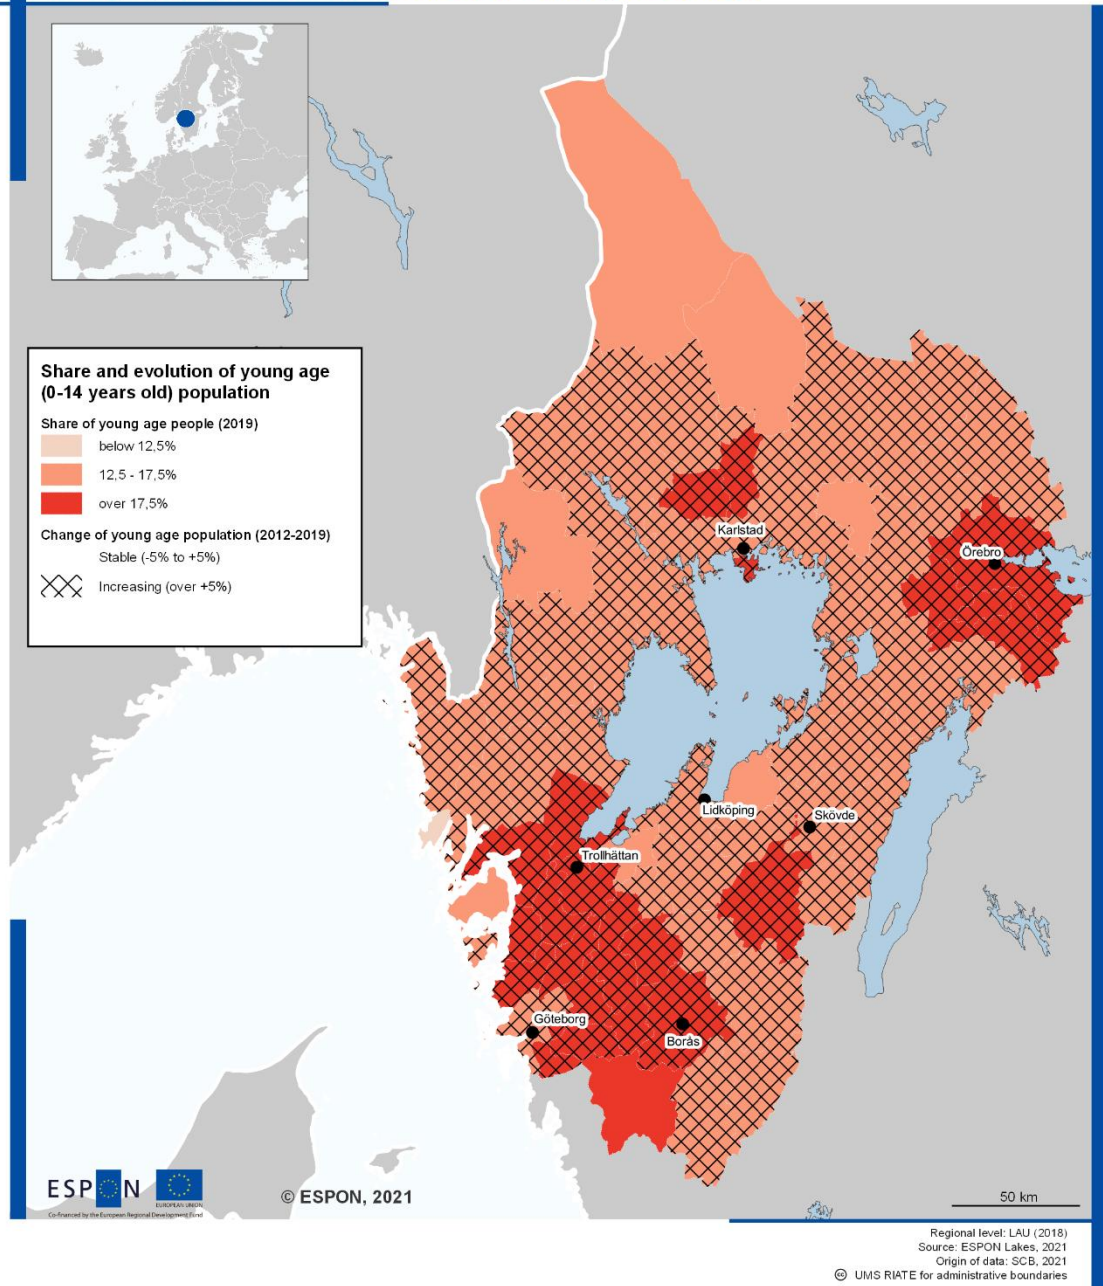 Share and evolution of young age
(0-14 years old) population
Share of young age people (2019)
below 12,5%
12,5 - 17,5%
over 17,5%
Change of young age population (2012-2019)
Stable (-5% to +5%)
Increasing (over +5%)
Karlstad
Örebro
Lidköping
Skövde
Trollhättan
Göteborg
Borås
ESPON
EUROPEAN UNION
Co-financed by the European Regional Development Fund
© ESPON, 2021
50 km
Regional level: LAU (2018)
Source: ESPON Lakes, 2021
Origin of data: SCB, 2021
cc UMS RIATE for administrative boundaries